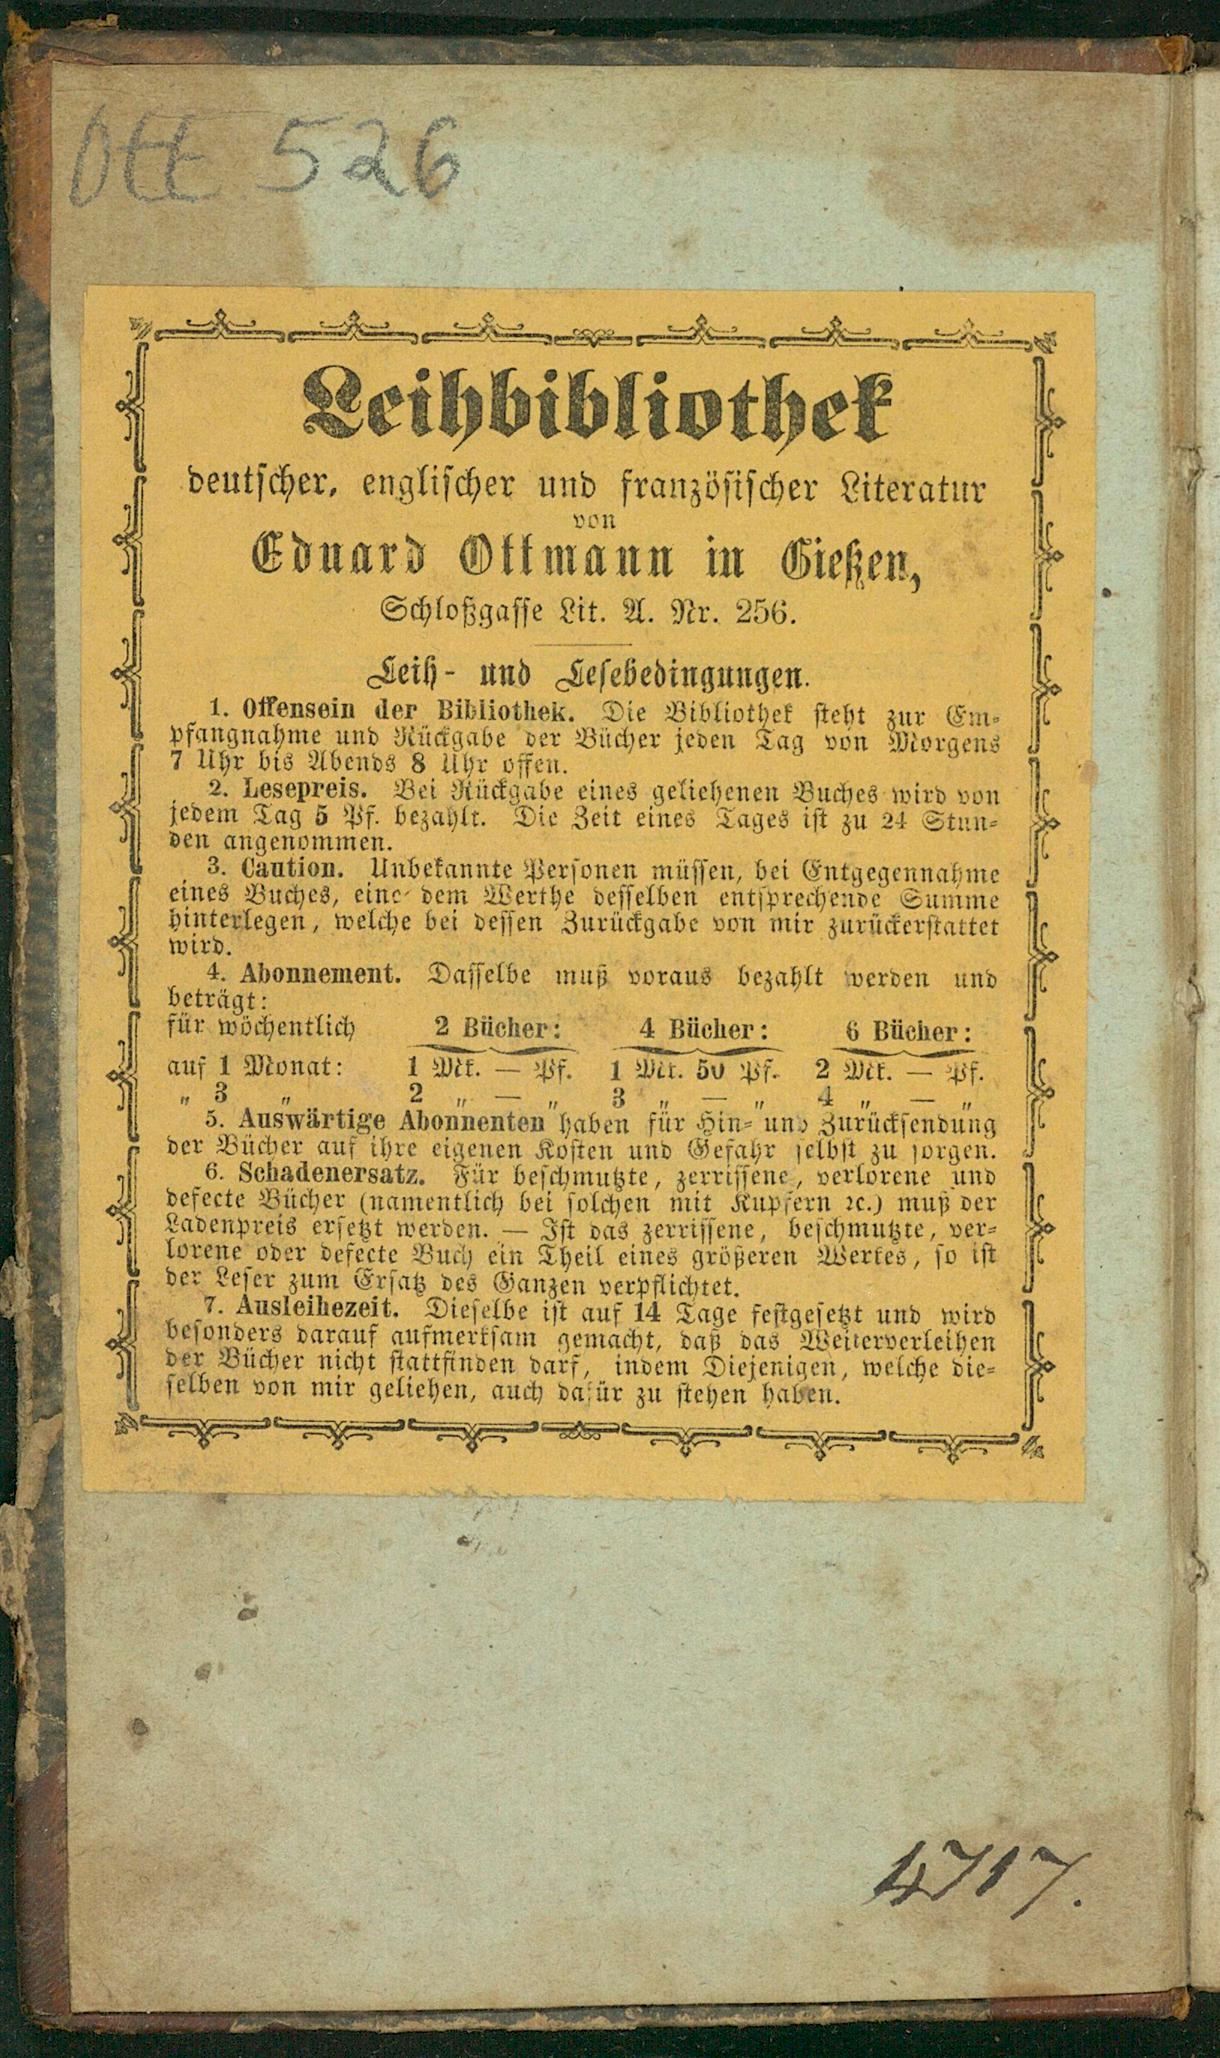 Ott 526
Leihbibliothek
deutscher, englischer und französischer Literatur
von
Eduard Ottmann in Gießen,
Schloßgasse Lit. A. Nr. 256.
Leih- und Lesebedingungen.
1. Offensein der Bibliothek. Die Bibliothek steht zur Em-
pfangnahme und Rückgabe der Bücher jeden Tag von Morgens
7 Uhr bis Abends 8 Uhr offen.
2. Lesepreis. Bei Rückgabe eines geliehenen Buches wird von
jedem Tag 5 Pf. bezahlt. Die Zeit eines Tages ist zu 24 Stun-
den angenommen.
3. Caution. Unbekannte Personen müssen, bei Entgegennahme
eines Buches, eine dem Werthe desselben entsprechende Summe
hinterlegen, welche bei dessen Zurückgabe von mir zurückerstattet
wird.
4. Abonnement. Dasselbe muß voraus bezahlt werden und
beträgt:
für wöchentlich 2 Bücher: 4 Bücher: 6 Bücher:
auf 1 Monat: 1 Mk. — Pf. 1 Mk. 50 Pf. 2 Mk. — Pf.
„ 3 „ 2 „ — „ 3 „ — „ 4 „ — „
5. Auswärtige Abonnenten haben für Hin- und Zurücksendung
der Bücher auf ihre eigenen Kosten und Gefahr selbst zu sorgen.
6. Schadenersatz. Für beschmutzte, zerrissene, verlorene und
defecte Bücher (namentlich bei solchen mit Kupfern ꝛc.) muß der
Ladenpreis ersetzt werden. — Ist das zerrissene, beschmutzte, ver-
lorene oder defecte Buch ein Theil eines größeren Werkes, so ist
der Leser zum Ersatz des Ganzen verpflichtet.
7. Ausleihezeit. Dieselbe ist auf 14 Tage festgesetzt und wird
besonders darauf aufmerksam gemacht, daß das Weiterverleihen
der Bücher nicht stattfinden darf, indem Diejenigen, welche die-
selben von mir geliehen, auch dafür zu stehen haben.
4717.